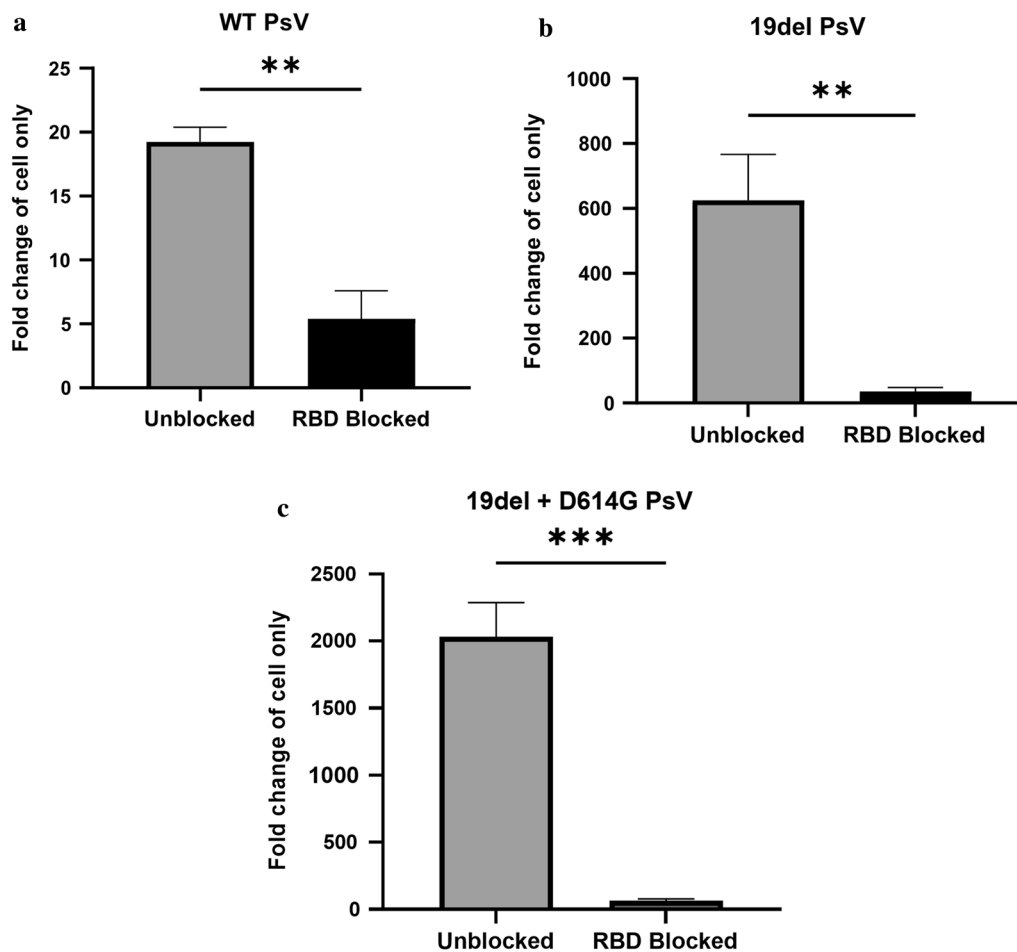 a
WT PsV
**
Fold change of cell only
25
20
15
10
5
0
Unblocked
RBD Blocked
b
19del PsV
**
Fold change of cell only
1000
800
600
400
200
0
Unblocked
RBD Blocked
c
19del + D614G PsV
***
Fold change of cell only
2500
2000
1500
1000
500
0
Unblocked
RBD Blocked